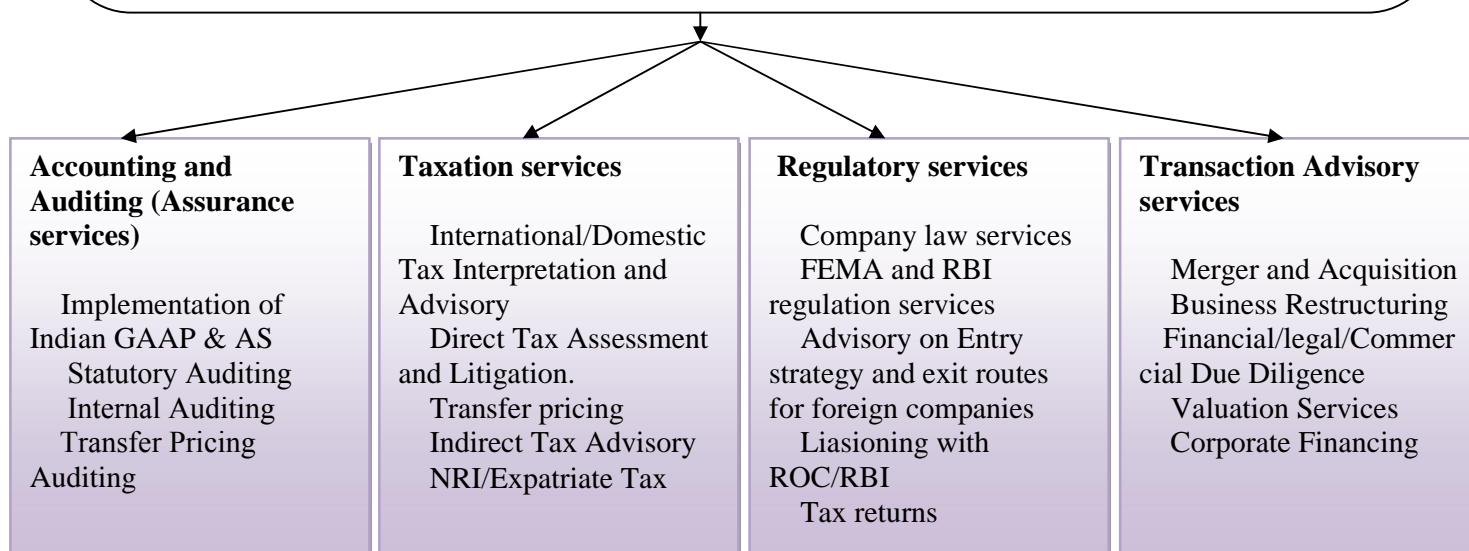 Accounting and
Auditing (Assurance
services)
Implementation of
Indian GAAP & AS
Statutory Auditing
Internal Auditing
Transfer Pricing
Auditing
Taxation services
International/Domestic
Tax Interpretation and
Advisory
Direct Tax Assessment
and Litigation.
Transfer pricing
Indirect Tax Advisory
NRI/Expatriate Tax
Regulatory services
Company law services
FEMA and RBI
regulation services
Advisory on Entry
strategy and exit routes
for foreign companies
Liasioning with
ROC/RBI
Tax returns
Transaction Advisory
services
Merger and Acquisition
Business Restructuring
Financial/legal/Commer
cial Due Diligence
Valuation Services
Corporate Financing